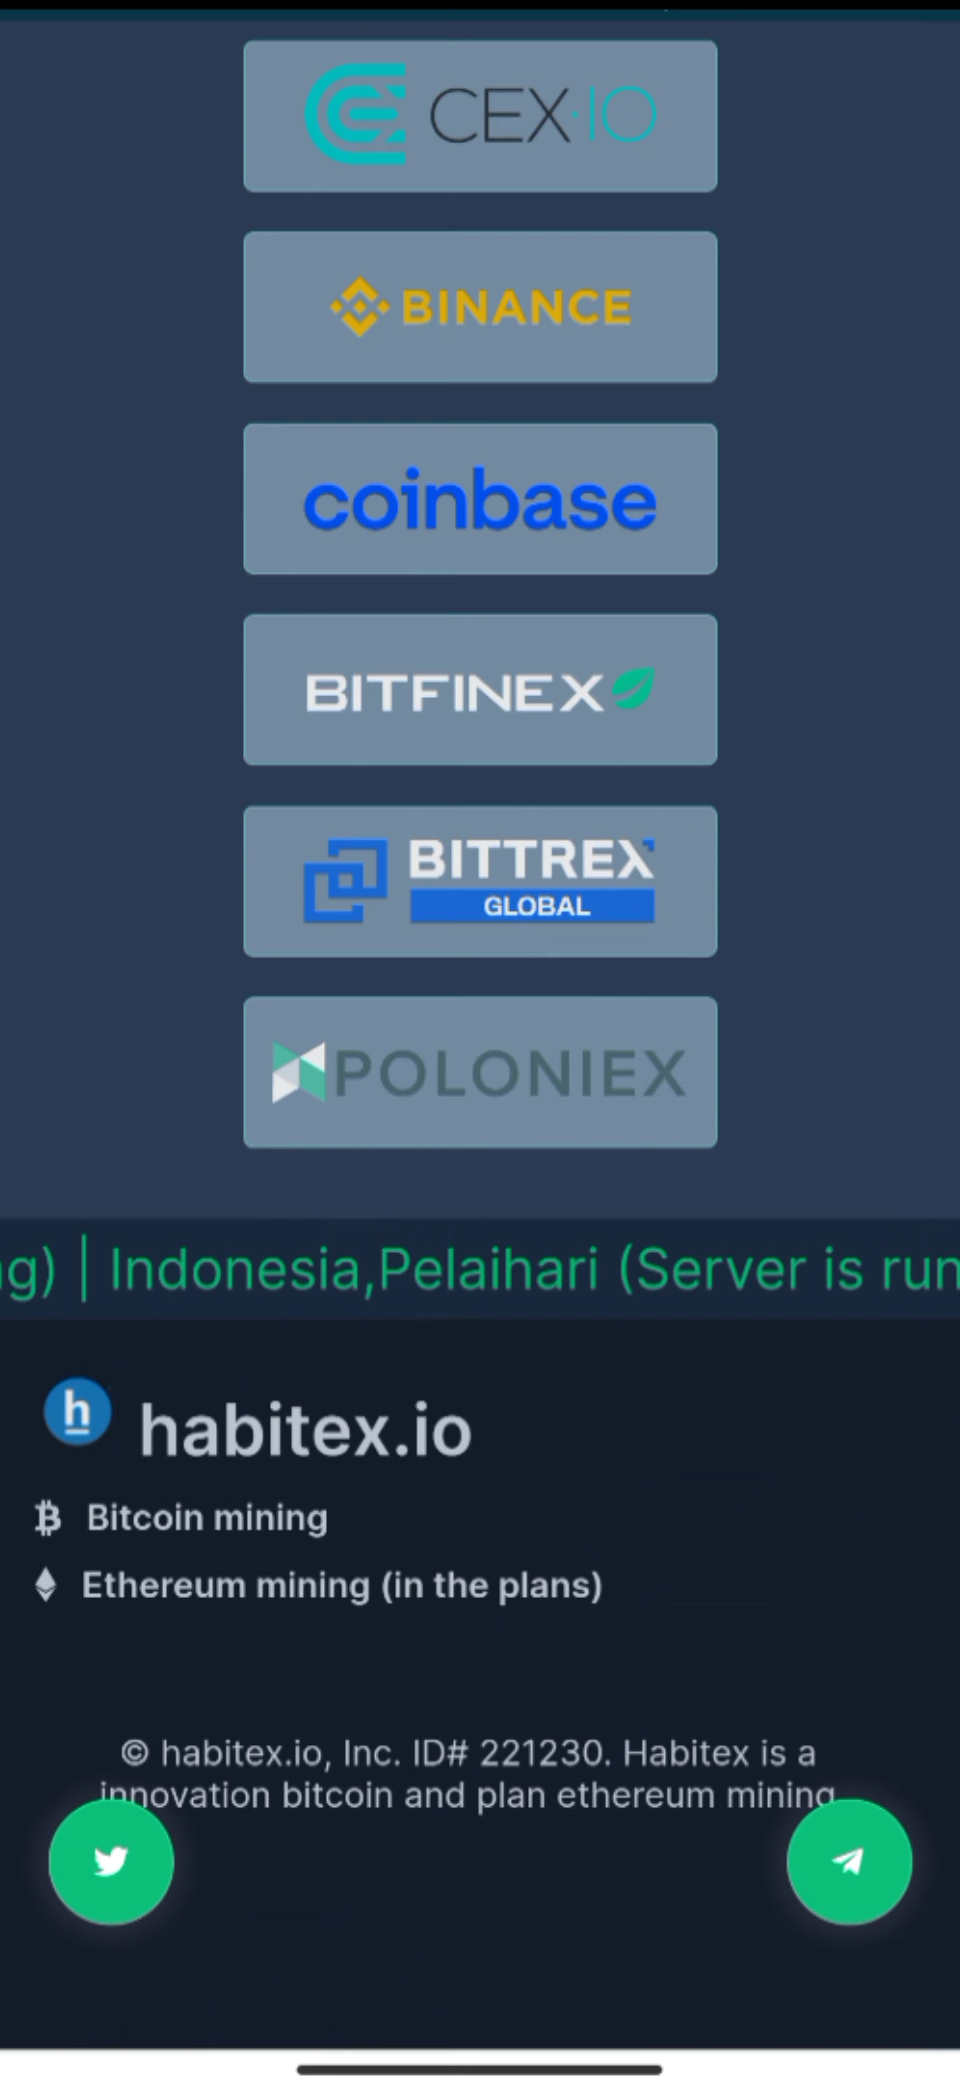 CEX·IO
BINANCE
coinbase
BITFINEX
BITTREX
GLOBAL
POLONIEX
g) | Indonesia,Pelaihari (Server is run
habitex.io
Bitcoin mining
Ethereum mining (in the plans)
© habitex.io, Inc. ID# 221230. Habitex is a
innovation bitcoin and plan ethereum mining